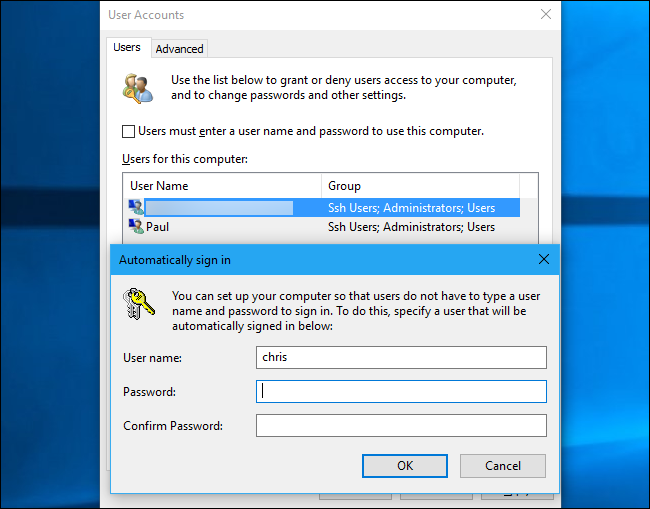 User Accounts
Users
Advanced
Use the list below to grant or deny users access to your computer,
and to change passwords and other settings.
Users must enter a user name and password to use this computer.
Users for this computer:
User Name Group
Ssh Users; Administrators; Users
Paul Ssh Users; Administrators; Users
Automatically sign in
You can set up your computer so that users do not have to type a user
name and password to sign in. To do this, specify a user that will be
automatically signed in below:
User name: chris
Password:
Confirm Password:
OK Cancel